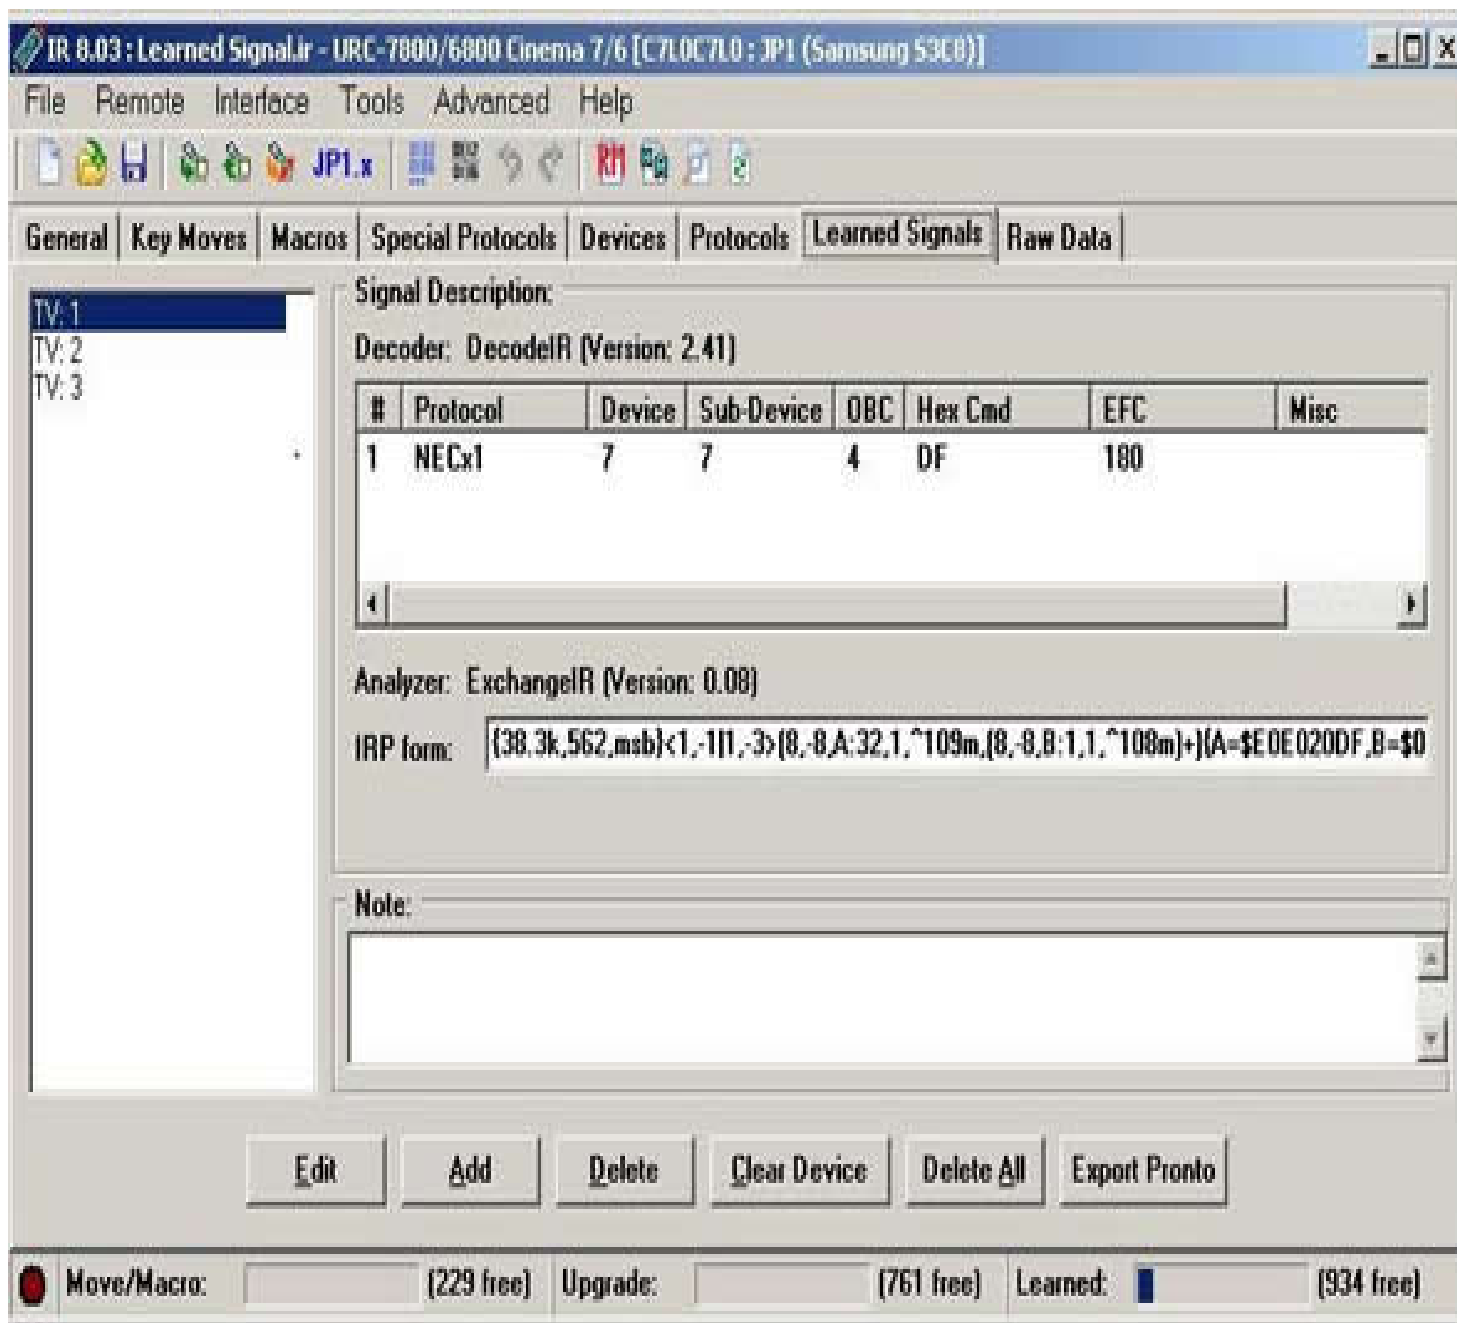 IR 8.03 : Learned Signal.ir - URC-7800/6800 Cinema 7/6 [C7L0C7L0 : JP1 (Samsung S3C8)]
File Remote Interface Tools Advanced Help
JP1.x RM
General Key Moves Macros Special Protocols Devices Protocols Learned Signals Raw Data
TV: 1
TV: 2
TV: 3
Signal Description:
Decoder: DecodeIR (Version: 2.41)
# Protocol Device Sub-Device OBC Hex Cmd EFC Misc
1 NECx1 7 7 4 DF 180
Analyzer: ExchangeIR (Version: 0.08)
IRP form: {38.3k,562,msb}<1,-1|1,-3>(8,-8,A:32,1,^109m,(8,-8,B:1,1,^108m)+){A=$E0E020DF,B=$0
Note:
Edit Add Delete Clear Device Delete All Export Pronto
Move/Macro: (229 free) Upgrade: (761 free) Learned: (934 free)